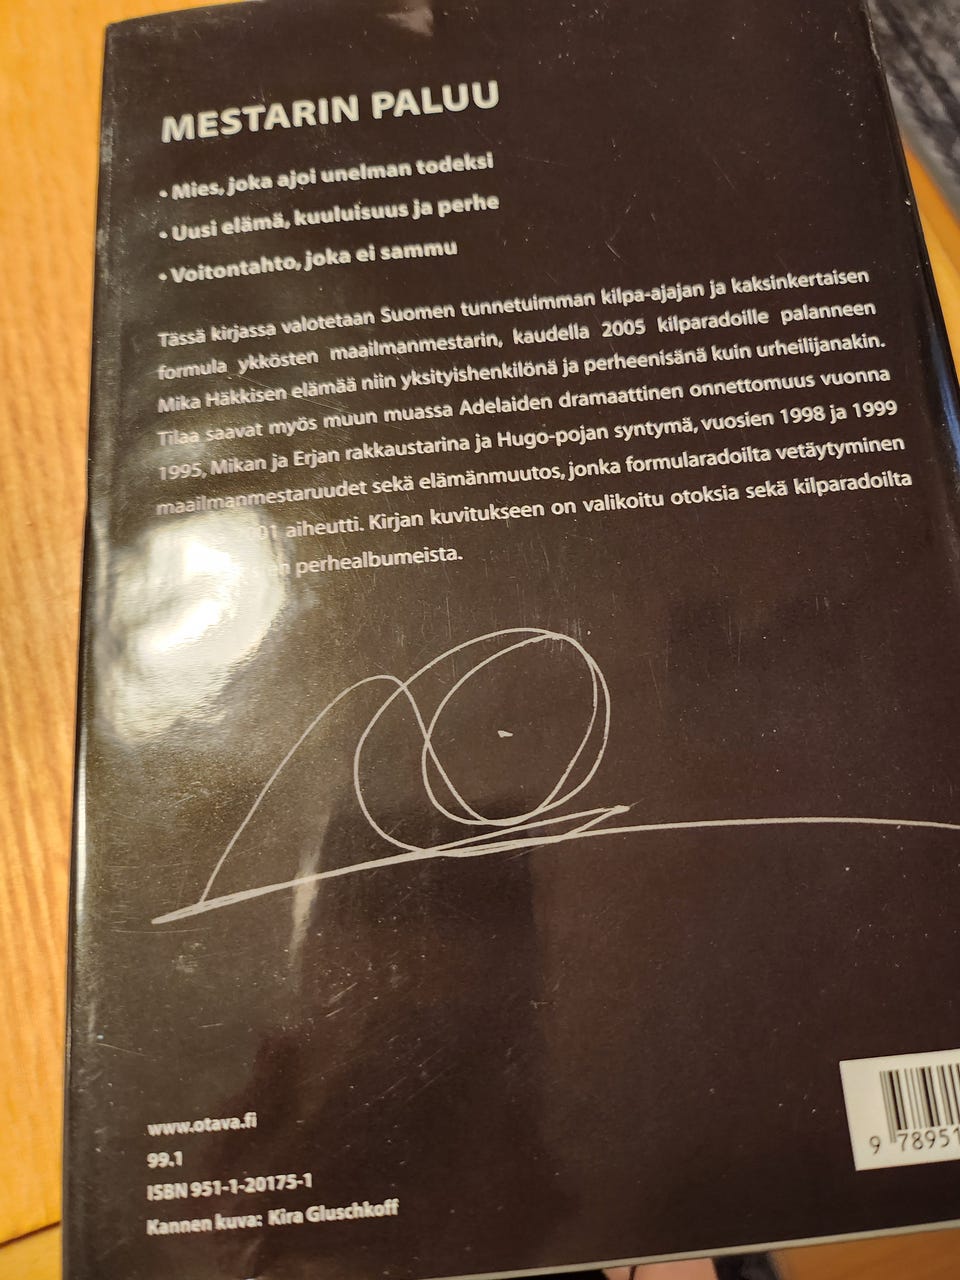 MESTARIN PALUU
• Mies, joka ajoi unelman todeksi
• Uusi elämä, kuuluisuus ja perhe
• Voitontahto, joka ei sammu
Tässä kirjassa valotetaan Suomen tunnetuimman kilpa-ajajan ja kaksinkertaisen
formula ykkösten maailmanmestarin, kaudella 2005 kilparadoille palanneen
Mika Häkkisen elämää niin yksityishenkilönä ja perheenisänä kuin urheilijanakin.
Tilaa saavat myös muun muassa Adelaiden dramaattinen onnettomuus vuonna
1995, Mikan ja Erjan rakkaustarina ja Hugo-pojan syntymä, vuosien 1998 ja 1999
maailmanmestaruudet sekä elämänmuutos, jonka formularadoilta vetäytyminen
aiheutti. Kirjan kuvitukseen on valikoitu otoksia sekä kilparadoilta
perhealbumeista.
www.otava.fi
99.1
ISBN 951-1-20175-1
Kannen kuva: Kira Gluschkoff
9 78951